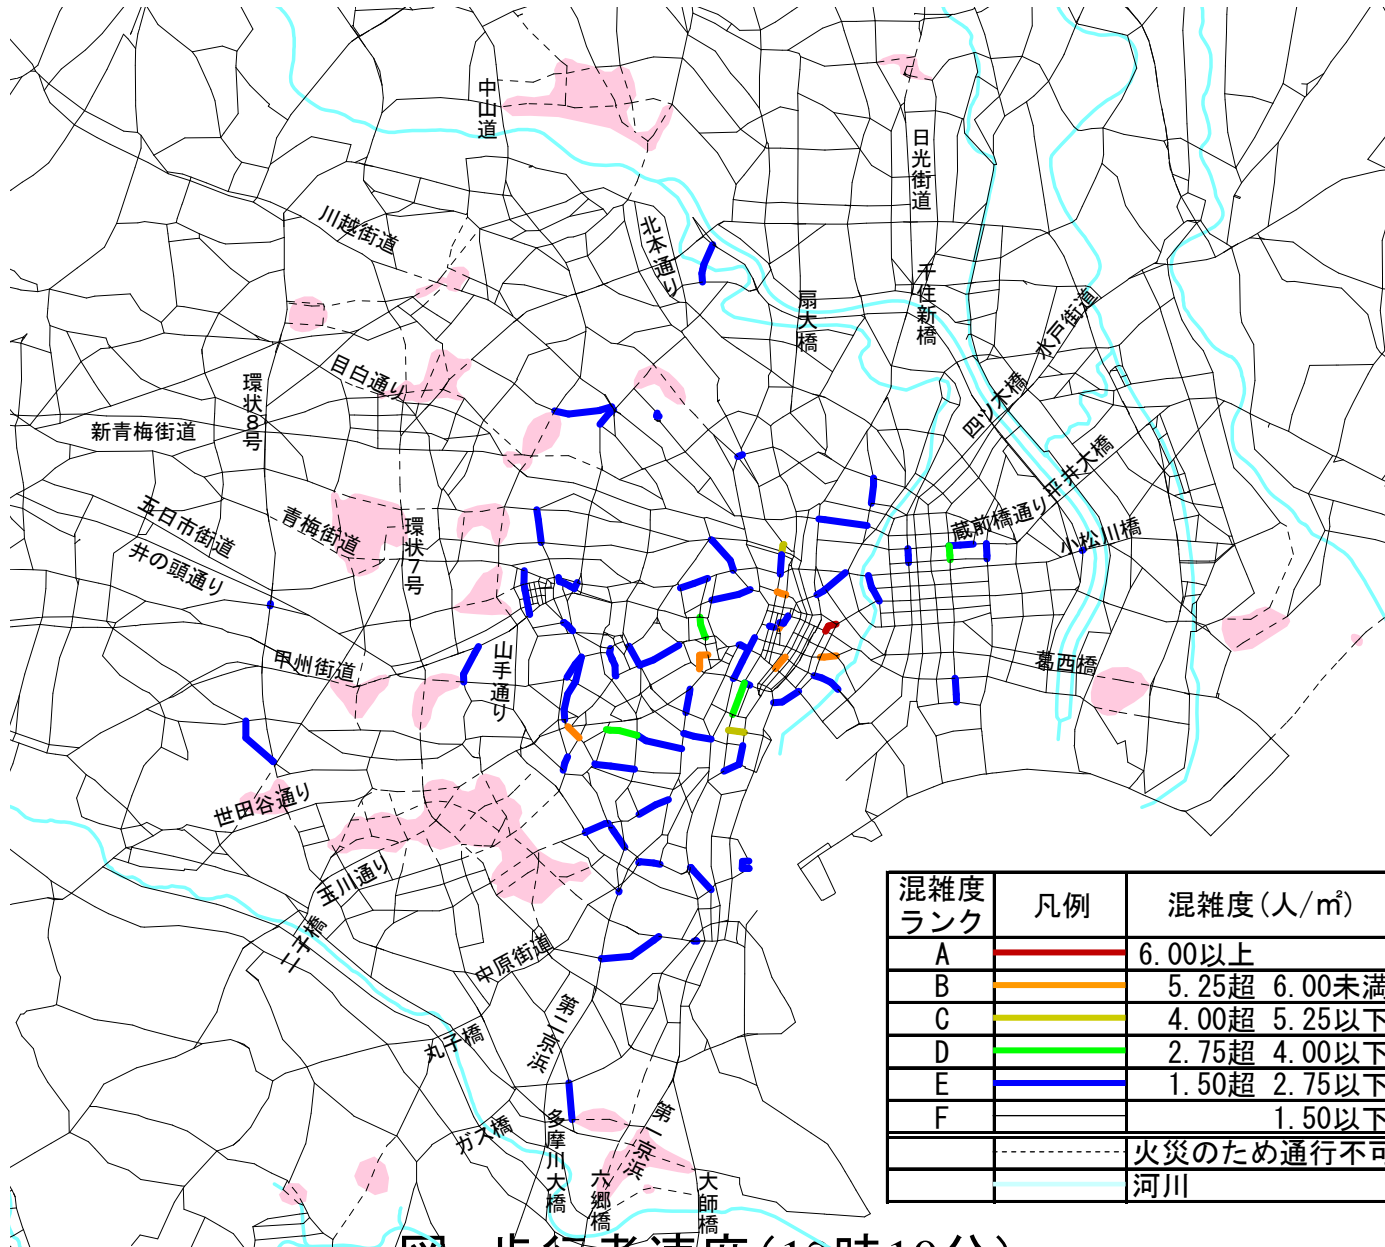 中山道
日光街道
川越街道
北本通り
千住新橋
扇大橋
水戸街道
目白通り
環状8号
四ツ木橋
新青梅街道
平井大橋
五日市街道
青梅街道
環状7号
蔵前橋通り
小松川橋
井の頭通り
山手通り
甲州街道
葛西橋
世田谷通り
玉川通り
二子橋
中原街道
第二京浜
丸子橋
ガス橋
多摩川大橋
第一京浜
六郷橋
大師橋
混雑度ランク 凡例 混雑度(人/㎡)
A 6.00以上
B 5.25超 6.00未満
C 4.00超 5.25以下
D 2.75超 4.00以下
E 1.50超 2.75以下
F 1.50以下
火災のため通行不可
河川